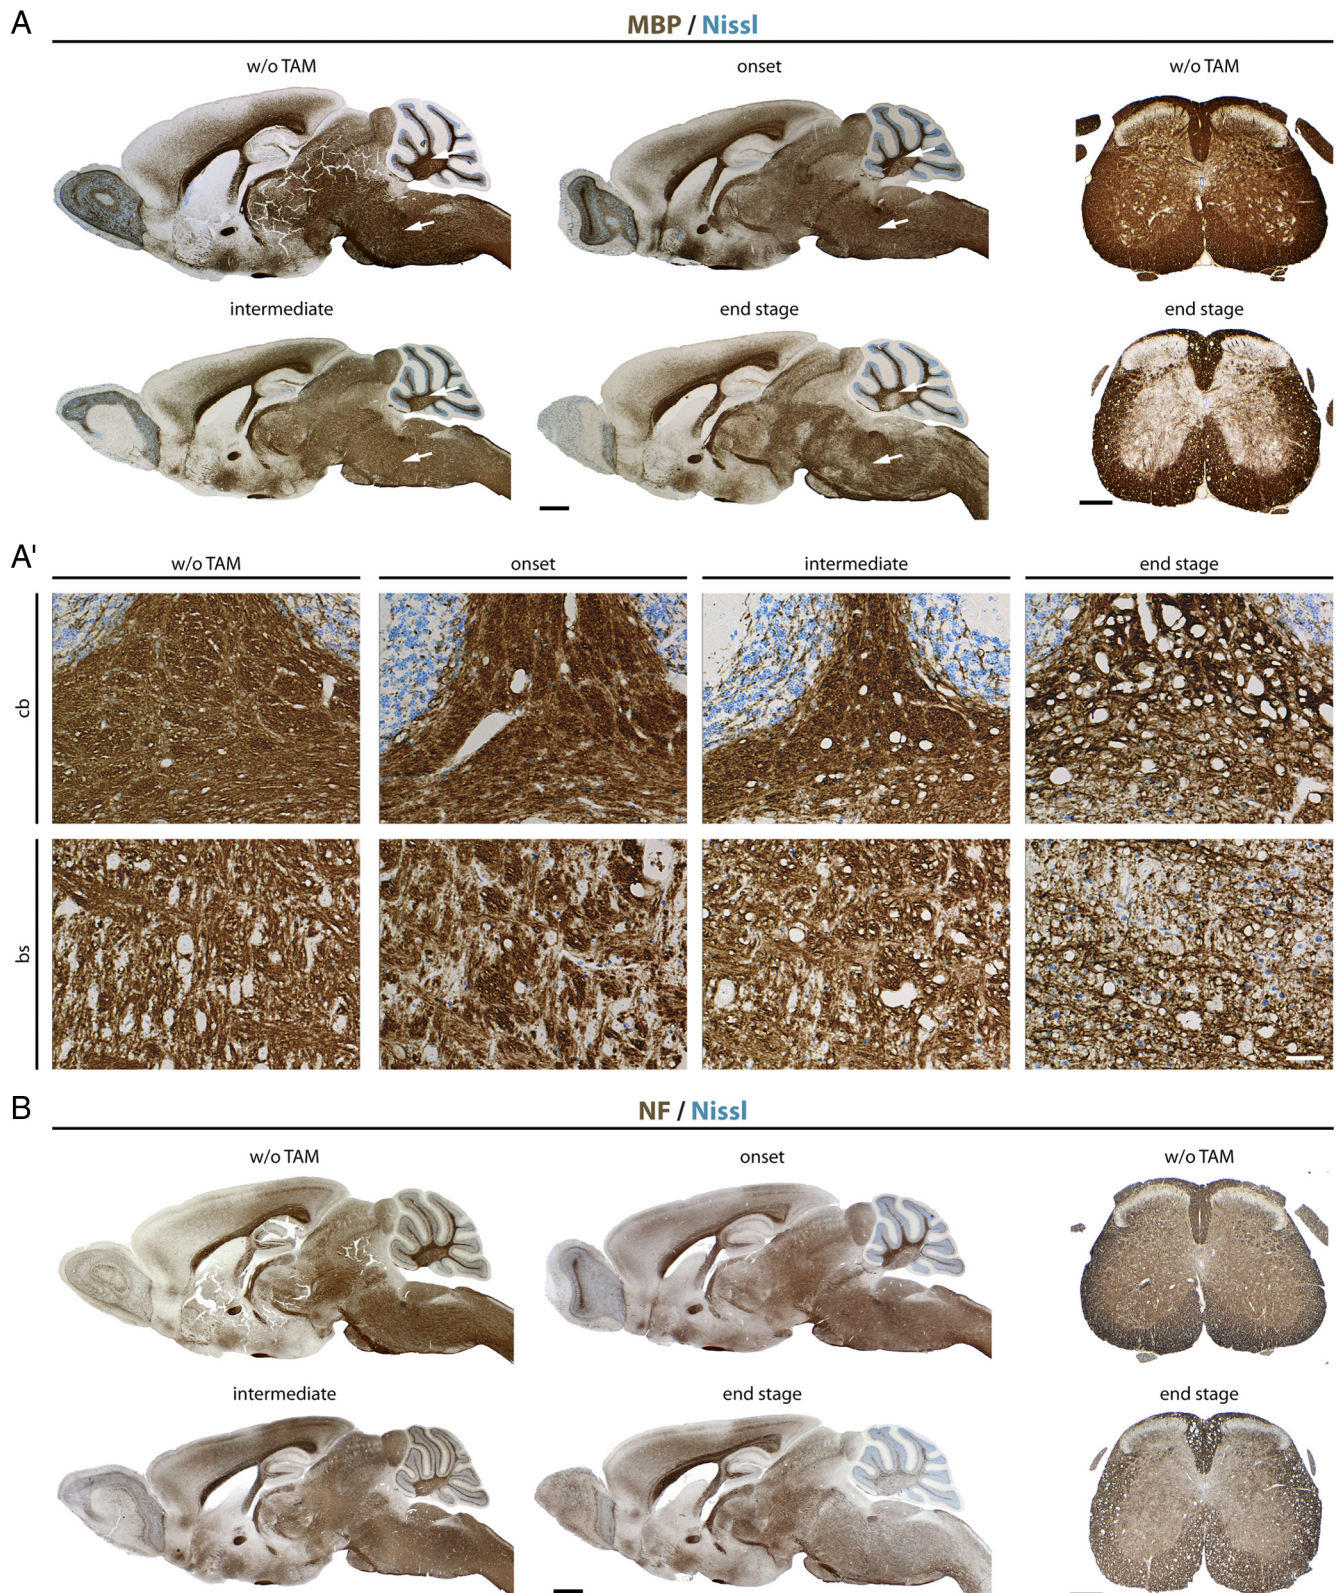 A
MBP / Nissl
w/o TAM
onset
w/o TAM
intermediate
end stage
end stage
A'
w/o TAM
onset
intermediate
end stage
cb
bs
B
NF / Nissl
w/o TAM
onset
w/o TAM
intermediate
end stage
end stage